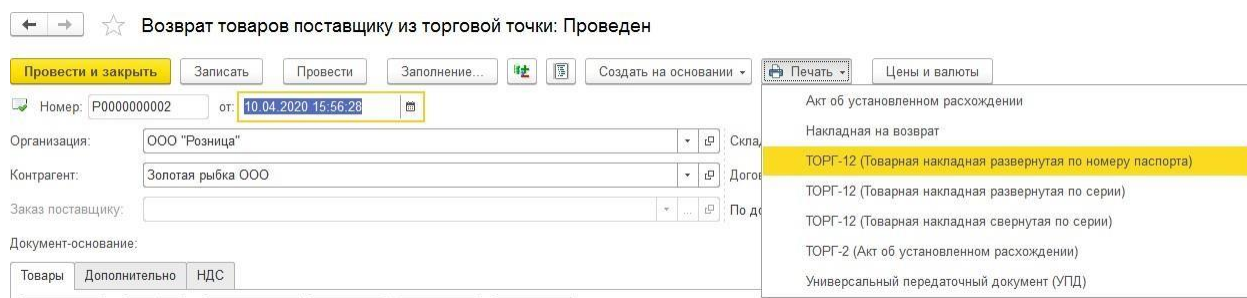 Возврат товаров поставщику из торговой точки: Проведен
Провести и закрыть Записать Провести Заполнение... Создать на основании Печать Цены и валюты
Номер: Р0000000002 от: 10.04.2020 15:56:28
Организация: ООО "Розница"
Контрагент: Золотая рыбка ООО
Заказ поставщику: По
Документ-основание:
Товары Дополнительно НДС
Акт об установленном расхождении
Накладная на возврат
ТОРГ-12 (Товарная накладная развернутая по номеру паспорта)
ТОРГ-12 (Товарная накладная развернутая по серии)
ТОРГ-12 (Товарная накладная свернутая по серии)
ТОРГ-2 (Акт об установленном расхождении)
Универсальный передаточный документ (УПД)